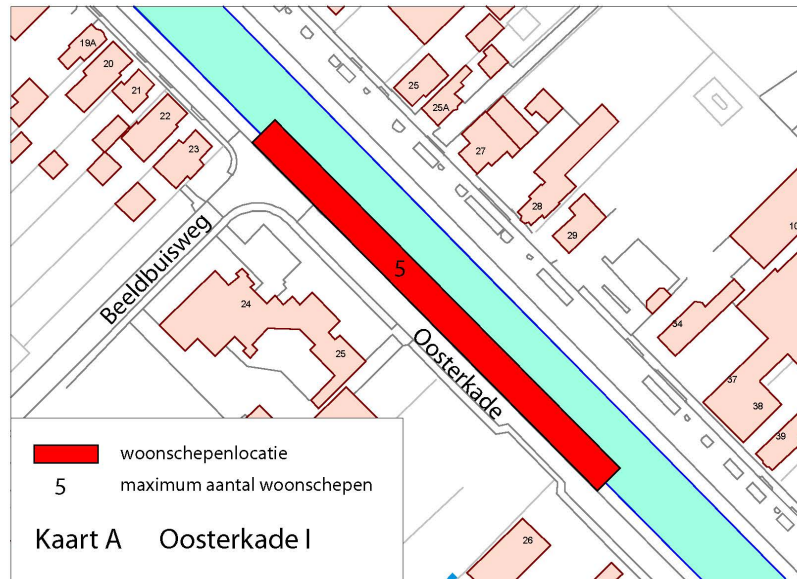 19A
20
21
22
23
25
25A
27
28
29
10
34
37
38
39
5
24
25
26
Beeldbuisweg
Oosterkade
woonschepenlocatie
5 maximum aantal woonschepen
Kaart A Oosterkade I